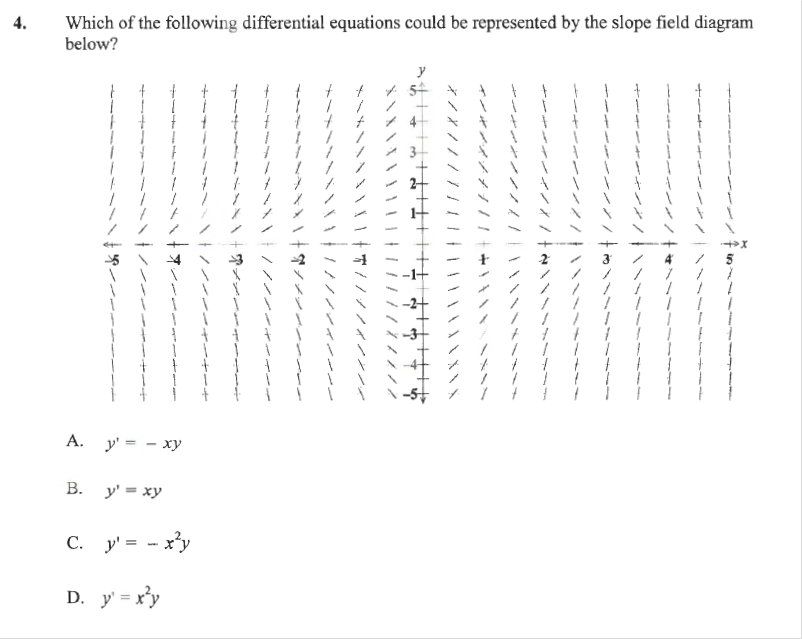 4. Which of the following differential equations could be represented by the slope field diagram
below?
y
5
4
3
2
1
-5 -4 -3 -2 -1 1 2 3 4 5 x
-1
-2
-3
-4
-5
A. y' = - xy
B. y' = xy
C. y' = - x²y
D. y' = x²y